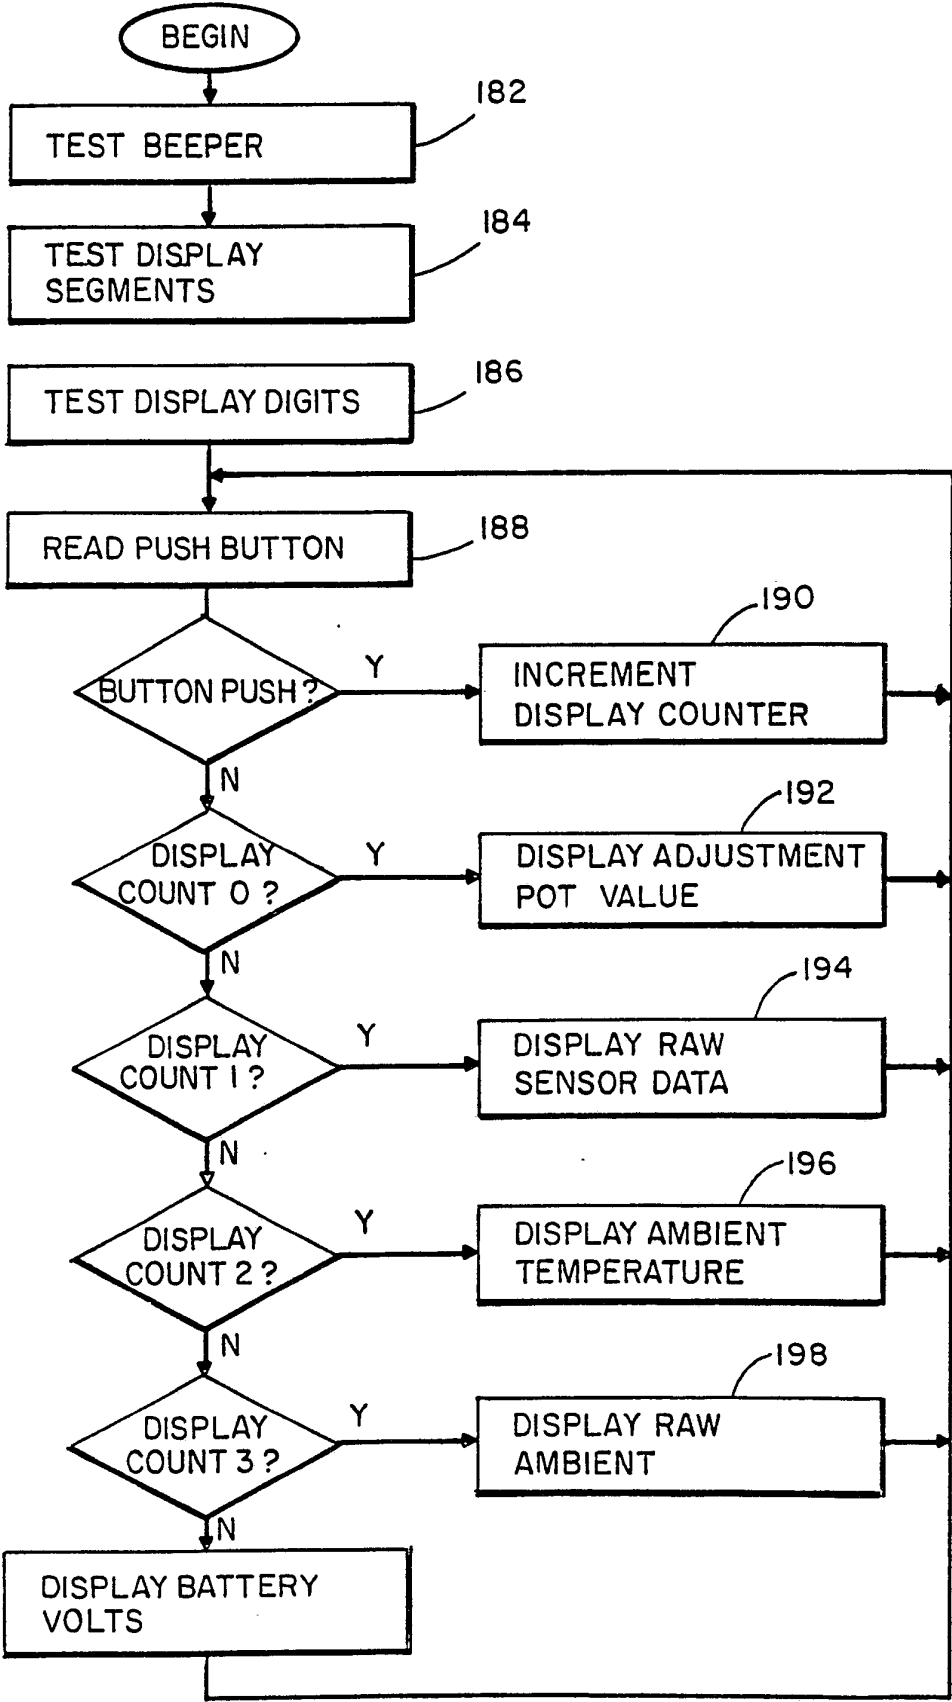 BEGIN
182
TEST BEEPER
184
TEST DISPLAY
SEGMENTS
186
TEST DISPLAY DIGITS
188
READ PUSH BUTTON
190
BUTTON PUSH?
Y
INCREMENT
DISPLAY COUNTER
N
192
DISPLAY
COUNT 0?
Y
DISPLAY ADJUSTMENT
POT VALUE
N
194
DISPLAY
COUNT 1?
Y
DISPLAY RAW
SENSOR DATA
N
196
DISPLAY
COUNT 2?
Y
DISPLAY AMBIENT
TEMPERATURE
N
198
DISPLAY
COUNT 3?
Y
DISPLAY RAW
AMBIENT
N
DISPLAY BATTERY
VOLTS